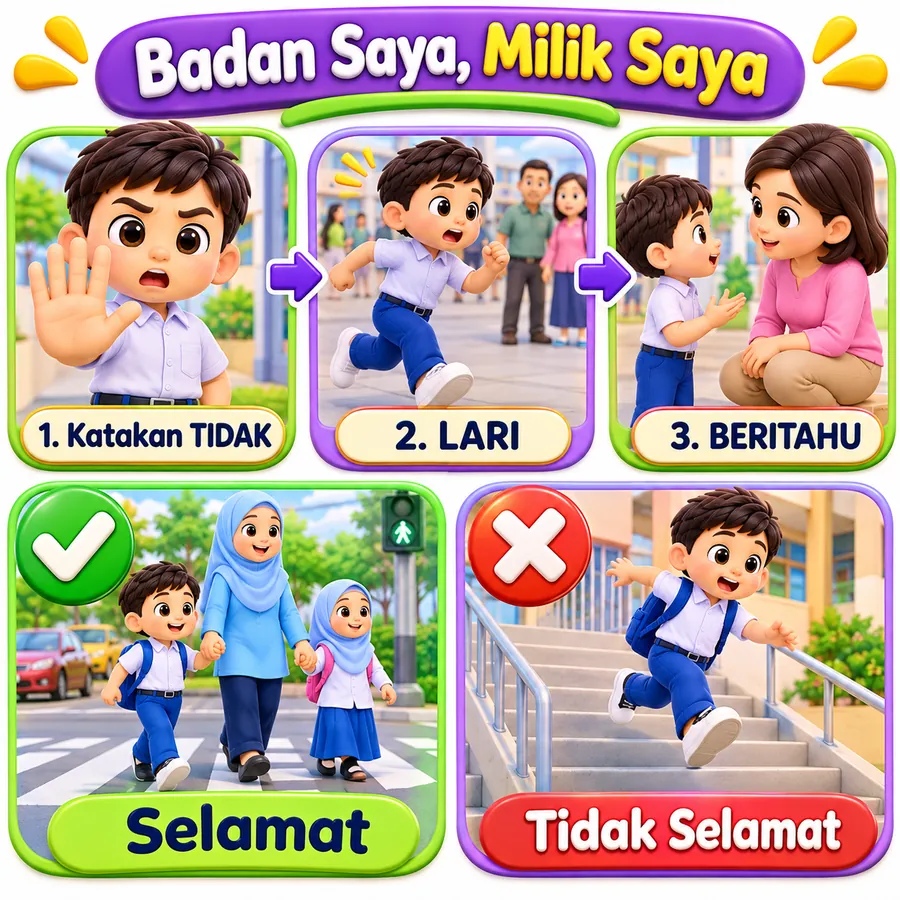 Badan Saya, Milik Saya
1. Katakan TIDAK
2. LARI
3. BERITAHU
Selamat
Tidak Selamat